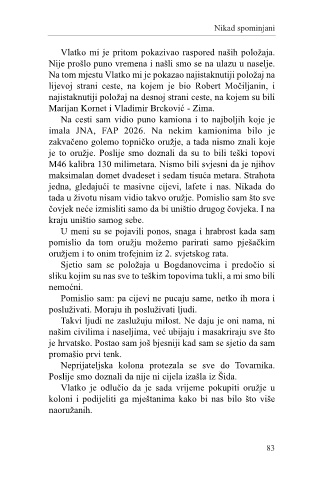 Nikad spominjani
Vlatko mi je pritom pokazivao raspored naših položaja.
Nije prošlo puno vremena i našli smo se na ulazu u naselje.
Na tom mjestu Vlatko mi je pokazao najistaknutiji položaj na
lijevoj strani ceste, na kojem je bio Robert Močiljanin, i
najistaknutiji položaj na desnoj strani ceste, na kojem su bili
Marijan Kornet i Vladimir Brcković - Zima.
Na cesti sam vidio puno kamiona i to najboljih koje je
imala JNA, FAP 2026. Na nekim kamionima bilo je
zakvačeno golemo topničko oružje, a tada nismo znali koje
je to oružje. Poslije smo doznali da su to bili teški topovi
M46 kalibra 130 milimetara. Nismo bili svjesni da je njihov
maksimalan domet dvadeset i sedam tisuća metara. Strahota
jedna, gledajući te masivne cijevi, lafete i nas. Nikada do
tada u životu nisam vidio takvo oružje. Pomislio sam što sve
čovjek neće izmisliti samo da bi uništio drugog čovjeka. I na
kraju uništio samog sebe.
U meni su se pojavili ponos, snaga i hrabrost kada sam
pomislio da tom oružju možemo parirati samo pješačkim
oružjem i to onim trofejnim iz 2. svjetskog rata.
Sjetio sam se položaja u Bogdanovcima i predočio si
sliku kojim su nas sve to teškim topovima tukli, a mi smo bili
nemoćni.
Pomislio sam: pa cijevi ne pucaju same, netko ih mora i
posluživati. Moraju ih posluživati ljudi.
Takvi ljudi ne zaslužuju milost. Ne daju je oni nama, ni
našim civilima i naseljima, već ubijaju i masakriraju sve što
je hrvatsko. Postao sam još bjesniji kad sam se sjetio da sam
promašio prvi tenk.
Neprijateljska kolona protezala se sve do Tovarnika.
Poslije smo doznali da nije ni cijela izašla iz Šida.
Vlatko je odlučio da je sada vrijeme pokupiti oružje u
koloni i podijeliti ga mještanima kako bi nas bilo što više
naoružanih.
83